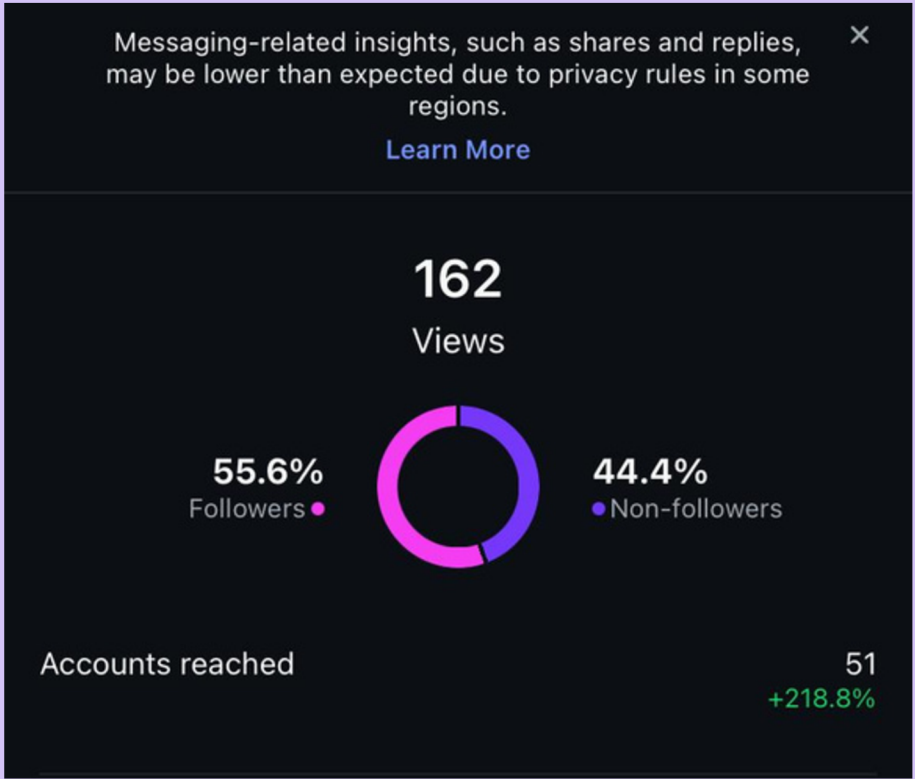 Messaging-related insights, such as shares and replies,
may be lower than expected due to privacy rules in some
regions.
Learn More
162
Views
55.6%
Followers
44.4%
Non-followers
Accounts reached
51
+218.8%